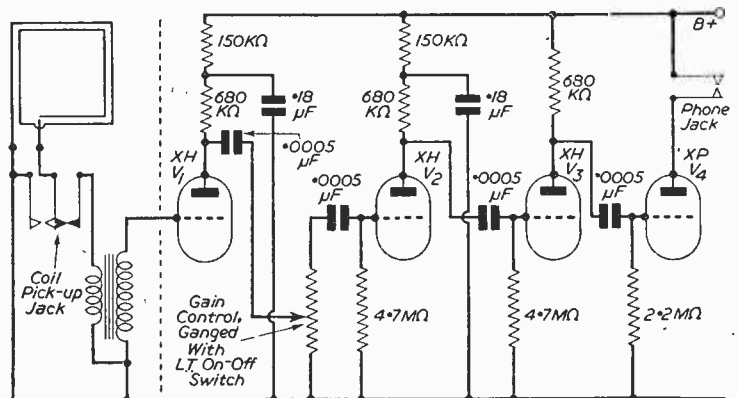 150KΩ
150KΩ
B+
680
KΩ
·18
μF
680
KΩ
·18
μF
680
KΩ
Phone
Jack
·0005
μF
XH
V1
XH
V2
XH
V3
XP
V4
·0005
μF
·0005
μF
·0005
μF
Coil
Pick-up
Jack
Gain
Control,
Ganged
With
LT On-Off
Switch
4·7MΩ
4·7MΩ
2·2MΩ